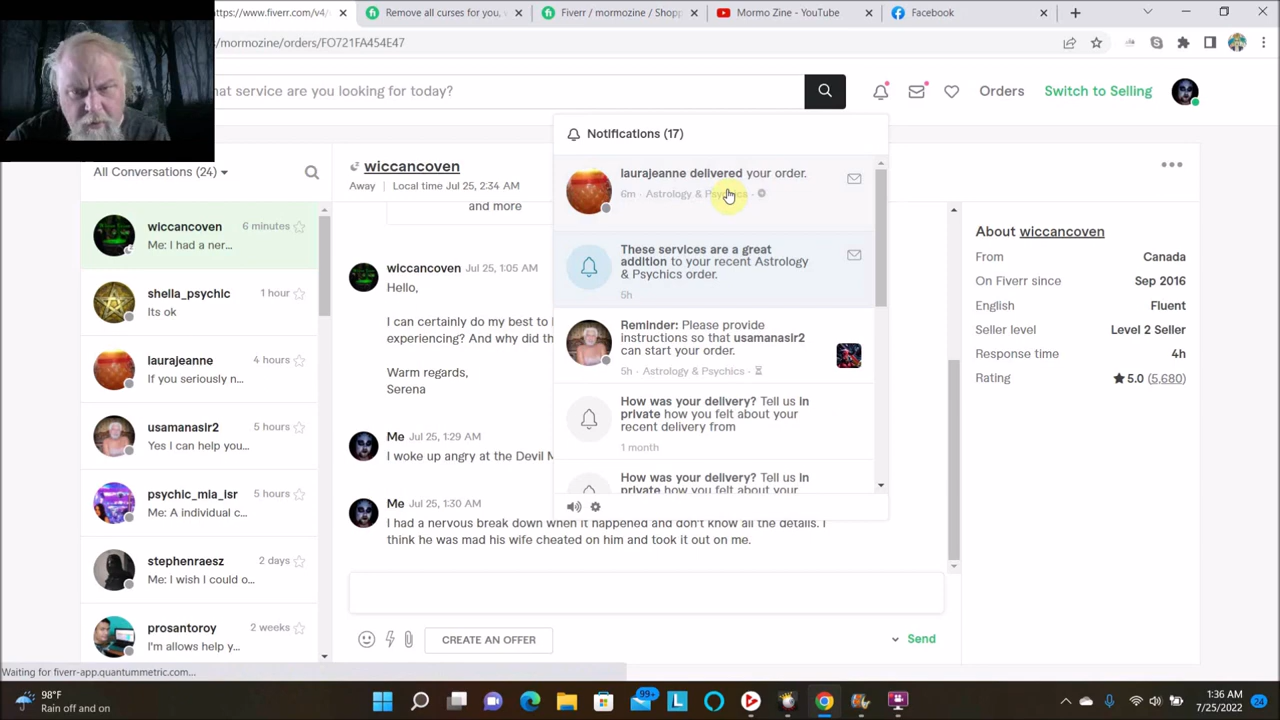 https://www.fiverr.com/v4/
Remove all curses for you,
Fiverr / mormozine / Shopp
Mormo Zine - YouTube
Facebook
s/mormozine/orders/FO721FA454E47
hat service are you looking for today?
Orders
Switch to Selling
Notifications (17)
laurajeanne delivered your order.
6m · Astrology & Psychics ·
These services are a great
addition to your recent Astrology
& Psychics order.
5h
Reminder: Please provide
instructions so that usamanasir2
can start your order.
5h · Astrology & Psychics ·
How was your delivery? Tell us in
private how you felt about your
recent delivery from
1 month
How was your delivery? Tell us in
private how you felt about your
All Conversations (24)
wiccancoven
6 minutes
Me: I had a ner...
shella_psychic
1 hour
Its ok
laurajeanne
4 hours
If you seriously n...
usamanasir2
5 hours
Yes I can help you...
psychic_mia_isr
5 hours
Me: A individual c...
stephenraesz
2 days
Me: I wish I could o...
prosantoroy
2 weeks
I'm allows help y...
wiccancoven
Away | Local time Jul 25, 2:34 AM
and more
wiccancoven Jul 25, 1:05 AM
Hello,
I can certainly do my best to
experiencing? And why did th
Warm regards,
Serena
Me Jul 25, 1:29 AM
I woke up angry at the Devil M
Me Jul 25, 1:30 AM
I had a nervous break down when it happened and don't know all the details. I
think he was mad his wife cheated on him and took it out on me.
CREATE AN OFFER
Send
About wiccancoven
From Canada
On Fiverr since Sep 2016
English Fluent
Seller level Level 2 Seller
Response time 4h
Rating 5.0 (5,680)
Waiting for fiverr-app.quantummetric.com...
98°F
Rain off and on
99+
L
1:36 AM
7/25/2022
24